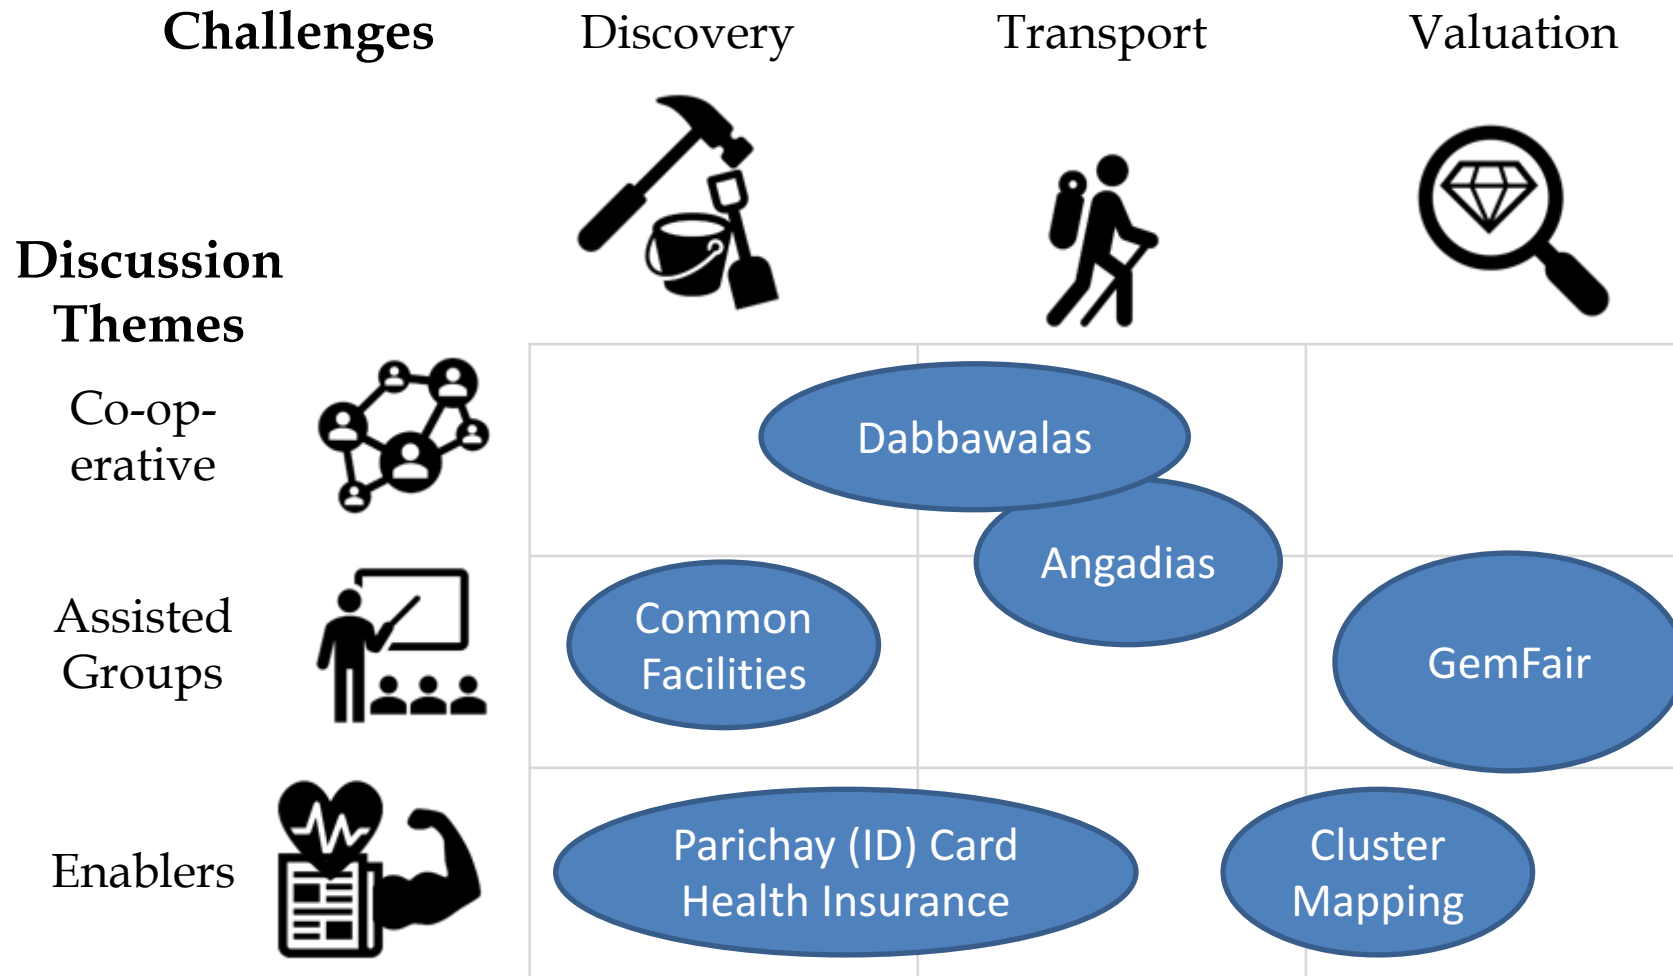 Challenges
Discovery
Transport
Valuation
Discussion
Themes
Co-op-
erative
Dabbawalas
Angadias
Assisted
Groups
Common
Facilities
GemFair
Enablers
Parichay (ID) Card
Health Insurance
Cluster
Mapping